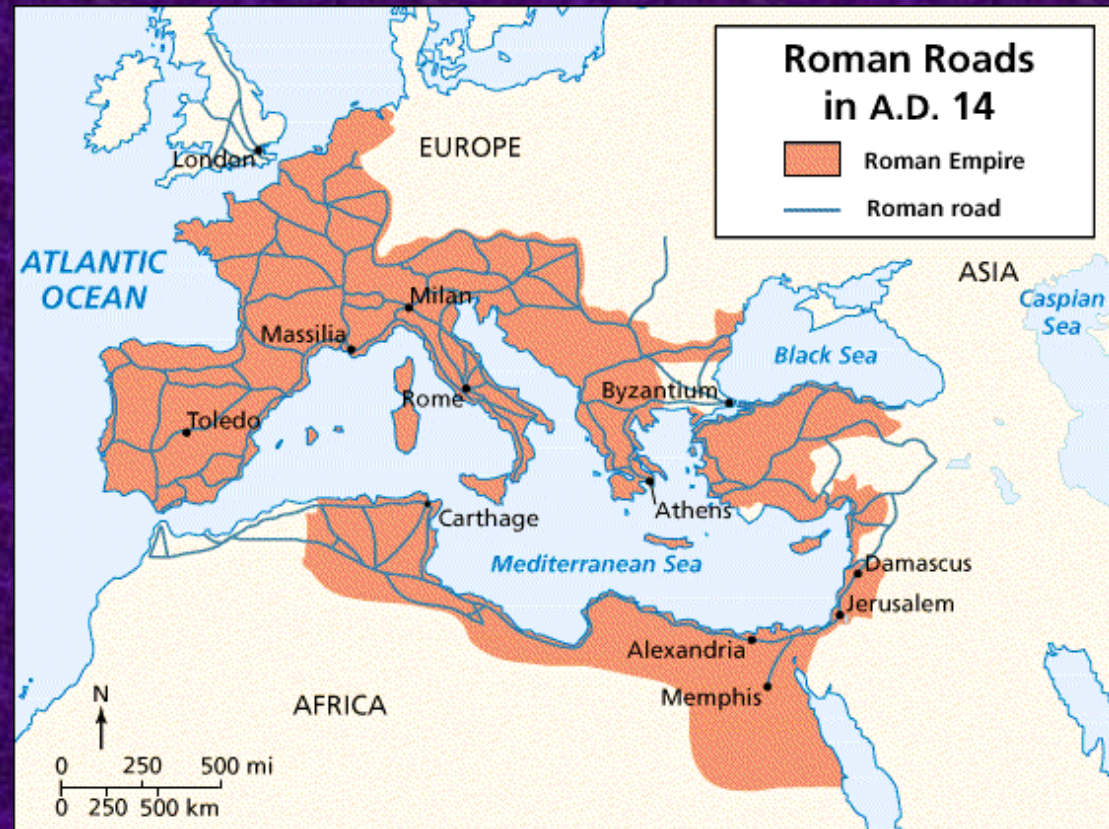 Roman Roads
in A.D. 14
Roman Empire
Roman road
EUROPE
London
ATLANTIC
OCEAN
ASIA
Caspian
Sea
Milan
Massilia
Black Sea
Byzantium
Rome
Toledo
Carthage
Athens
Mediterranean Sea
Damascus
Jerusalem
Alexandria
Memphis
AFRICA
N
0 250 500 mi
0 250 500 km